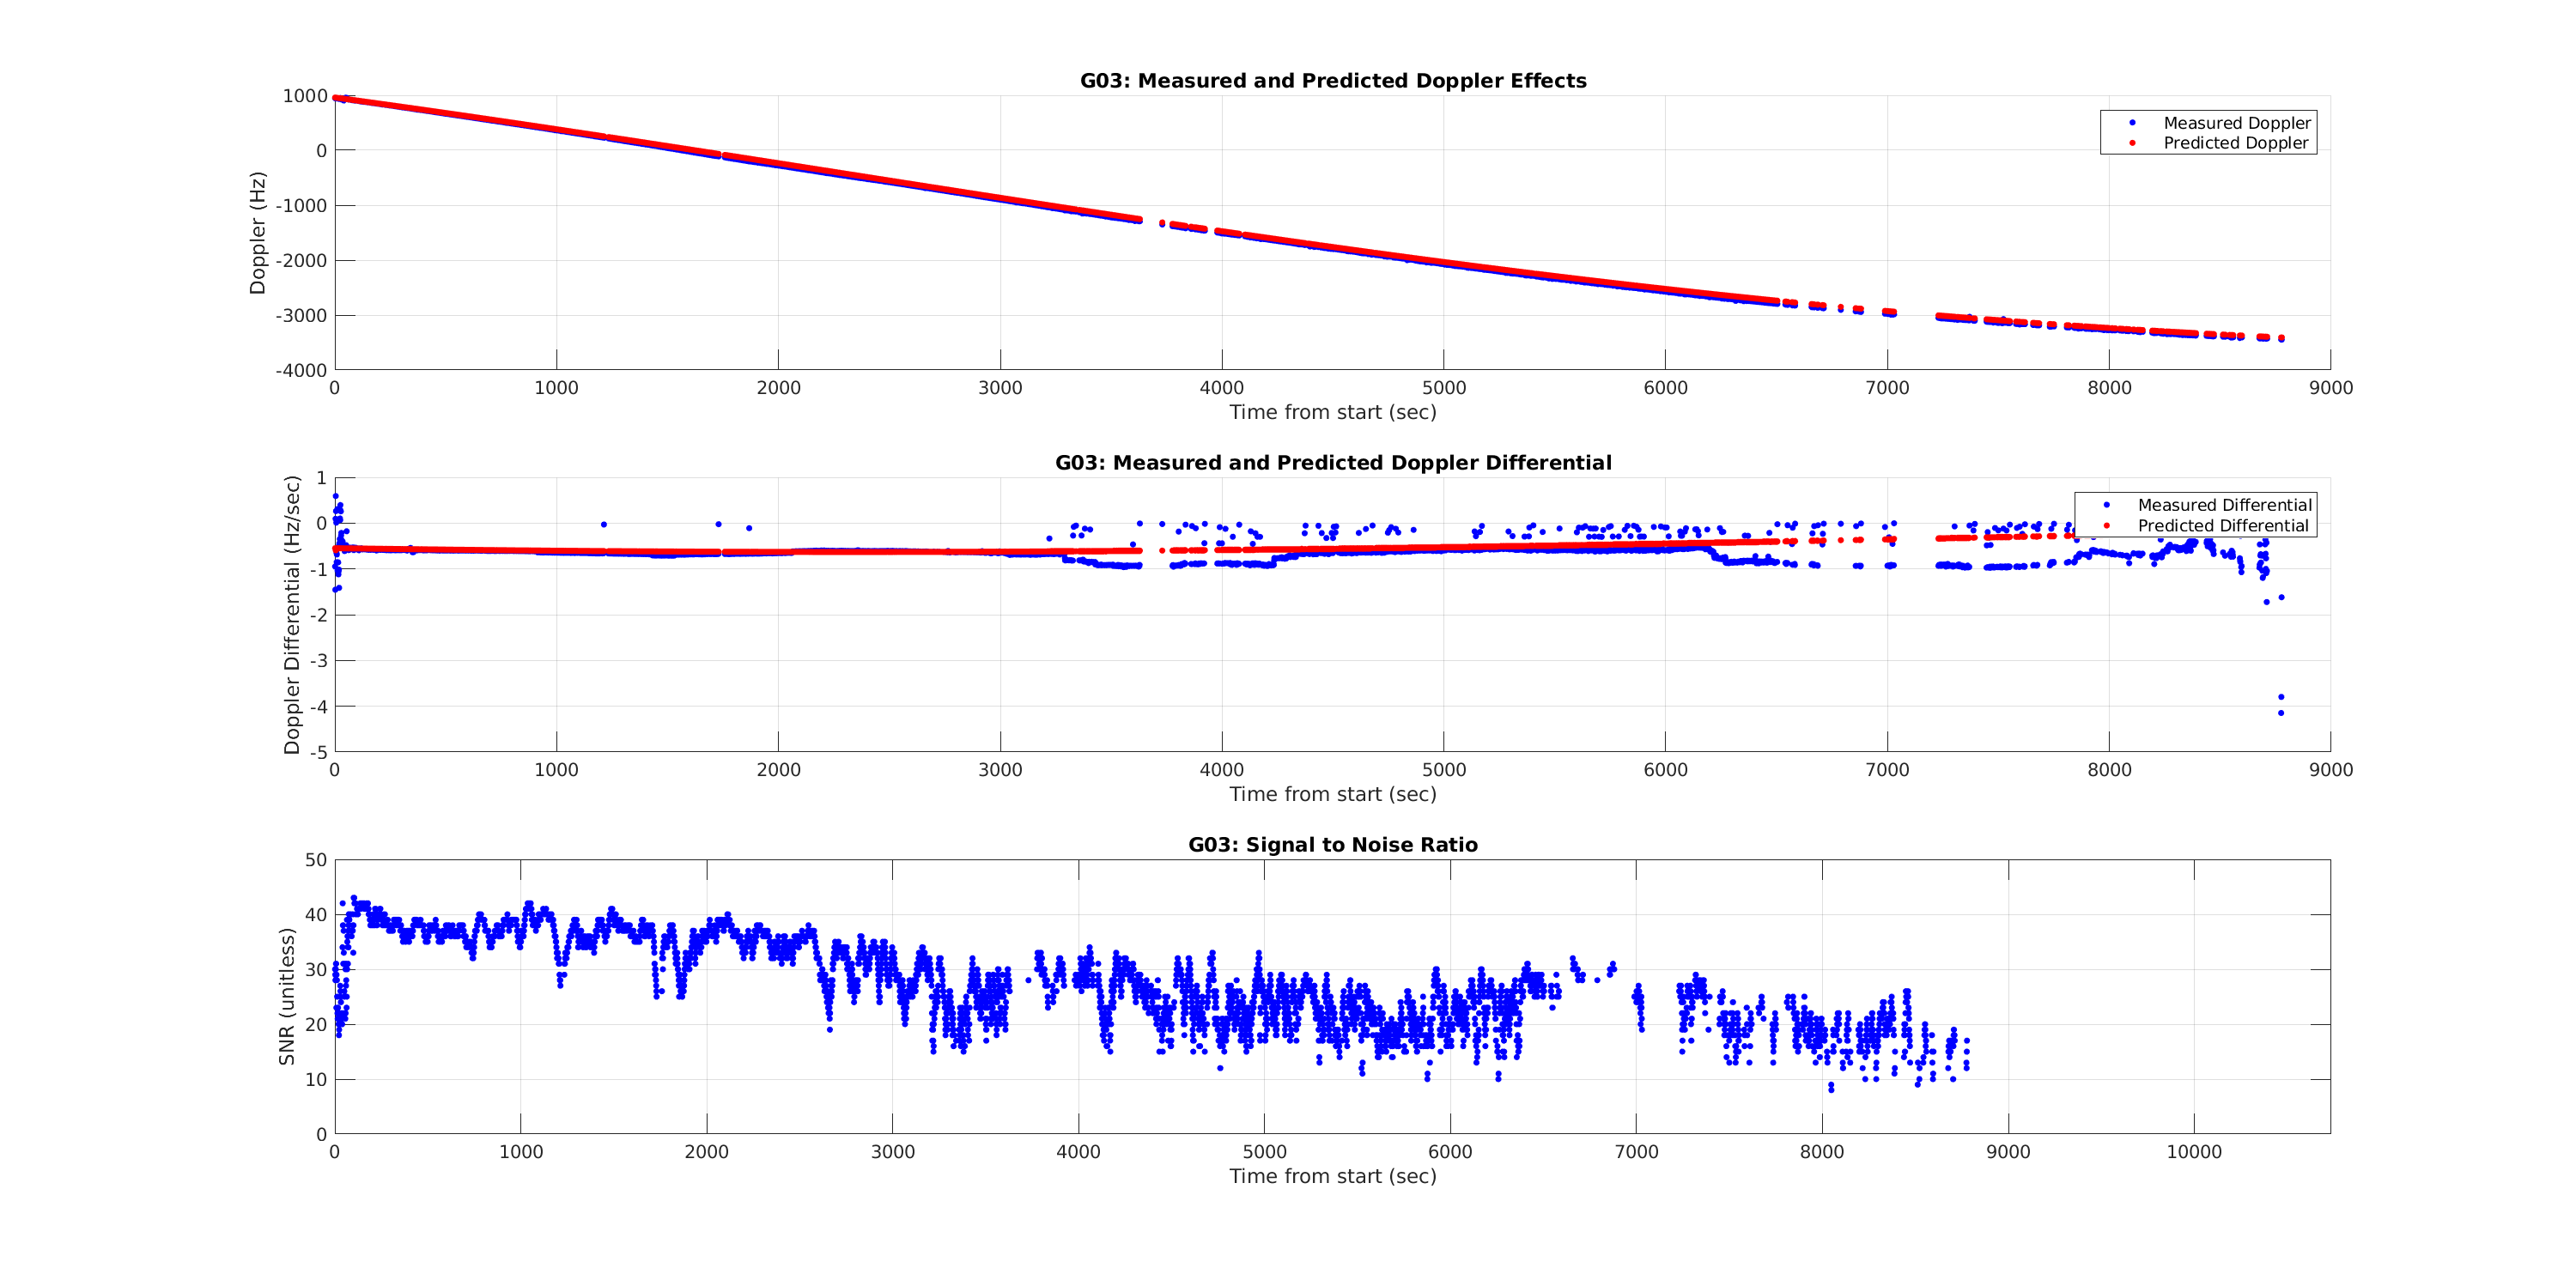 G03: Measured and Predicted Doppler Effects
Doppler (Hz)
1000
0
-1000
-2000
-3000
-4000
Measured Doppler
Predicted Doppler
0 1000 2000 3000 4000 5000 6000 7000 8000 9000
Time from start (sec)
G03: Measured and Predicted Doppler Differential
Doppler Differential (Hz/sec)
1
0
-1
-2
-3
-4
-5
Measured Differential
Predicted Differential
0 1000 2000 3000 4000 5000 6000 7000 8000 9000
Time from start (sec)
G03: Signal to Noise Ratio
SNR (unitless)
50
40
30
20
10
0
0 1000 2000 3000 4000 5000 6000 7000 8000 9000 10000
Time from start (sec)